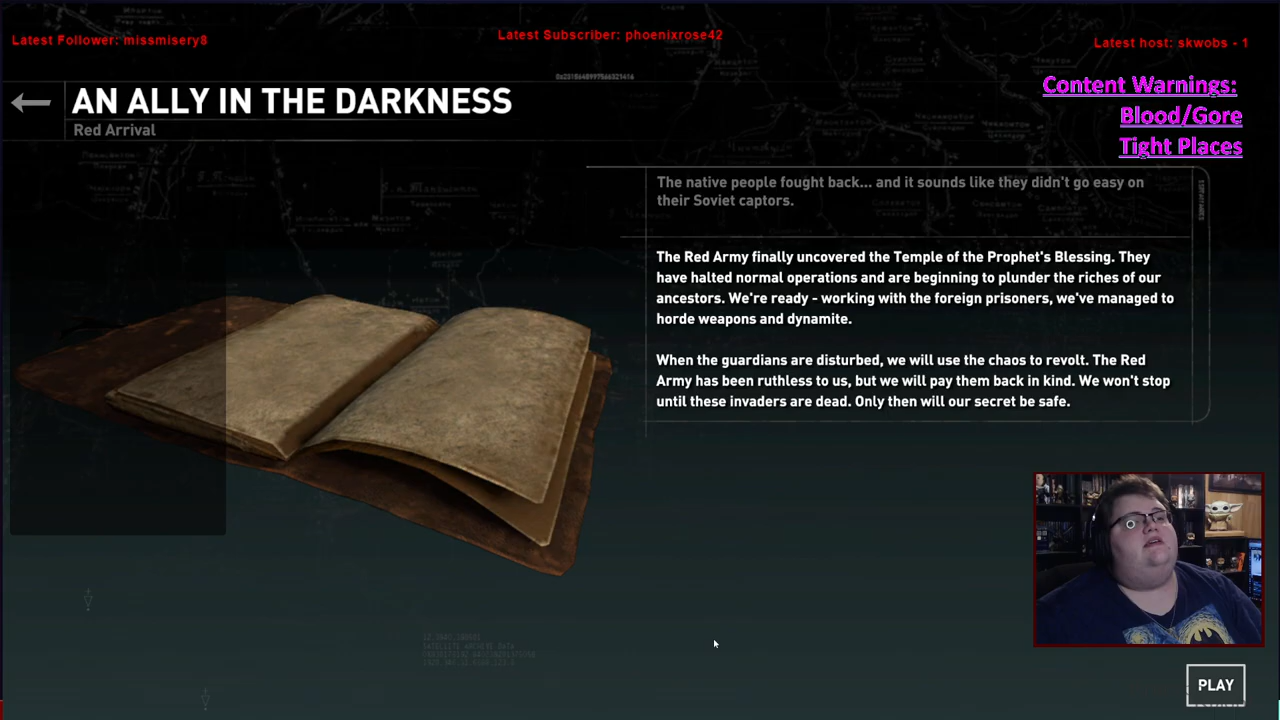 Latest Follower: missmisery8
Latest Subscriber: phoenixrose42
Latest host: skwobs - 1
Content Warnings:
Blood/Gore
Tight Places
AN ALLY IN THE DARKNESS
Red Arrival
The native people fought back... and it sounds like they didn't go easy on
their Soviet captors.
The Red Army finally uncovered the Temple of the Prophet's Blessing. They
have halted normal operations and are beginning to plunder the riches of our
ancestors. We're ready - working with the foreign prisoners, we've managed to
horde weapons and dynamite.
When the guardians are disturbed, we will use the chaos to revolt. The Red
Army has been ruthless to us, but we will pay them back in kind. We won't stop
until these invaders are dead. Only then will our secret be safe.
PLAY